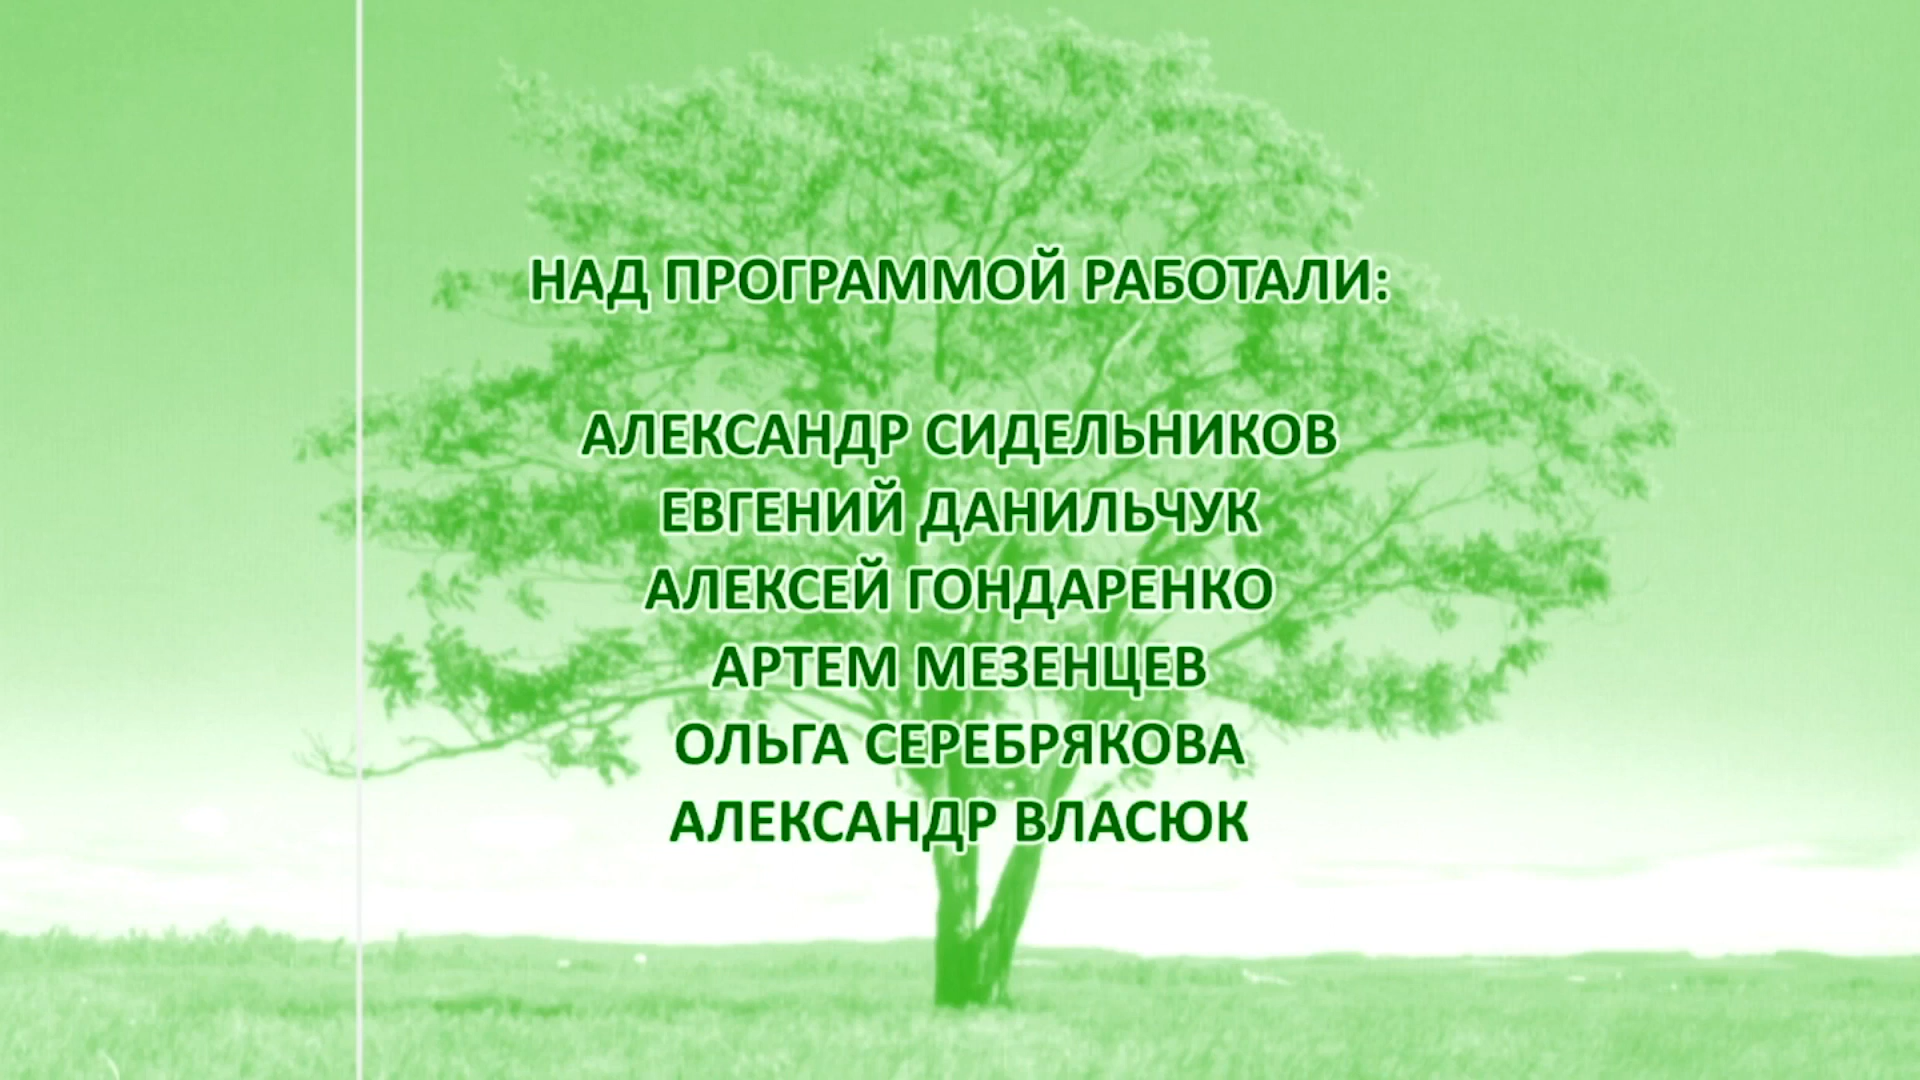 НАД ПРОГРАММОЙ РАБОТАЛИ:
АЛЕКСАНДР СИДЕЛЬНИКОВ
ЕВГЕНИЙ ДАНИЛЬЧУК
АЛЕКСЕЙ ГОНДАРЕНКО
АРТЕМ МЕЗЕНЦЕВ
ОЛЬГА СЕРЕБРЯКОВА
АЛЕКСАНДР ВЛАСЮК